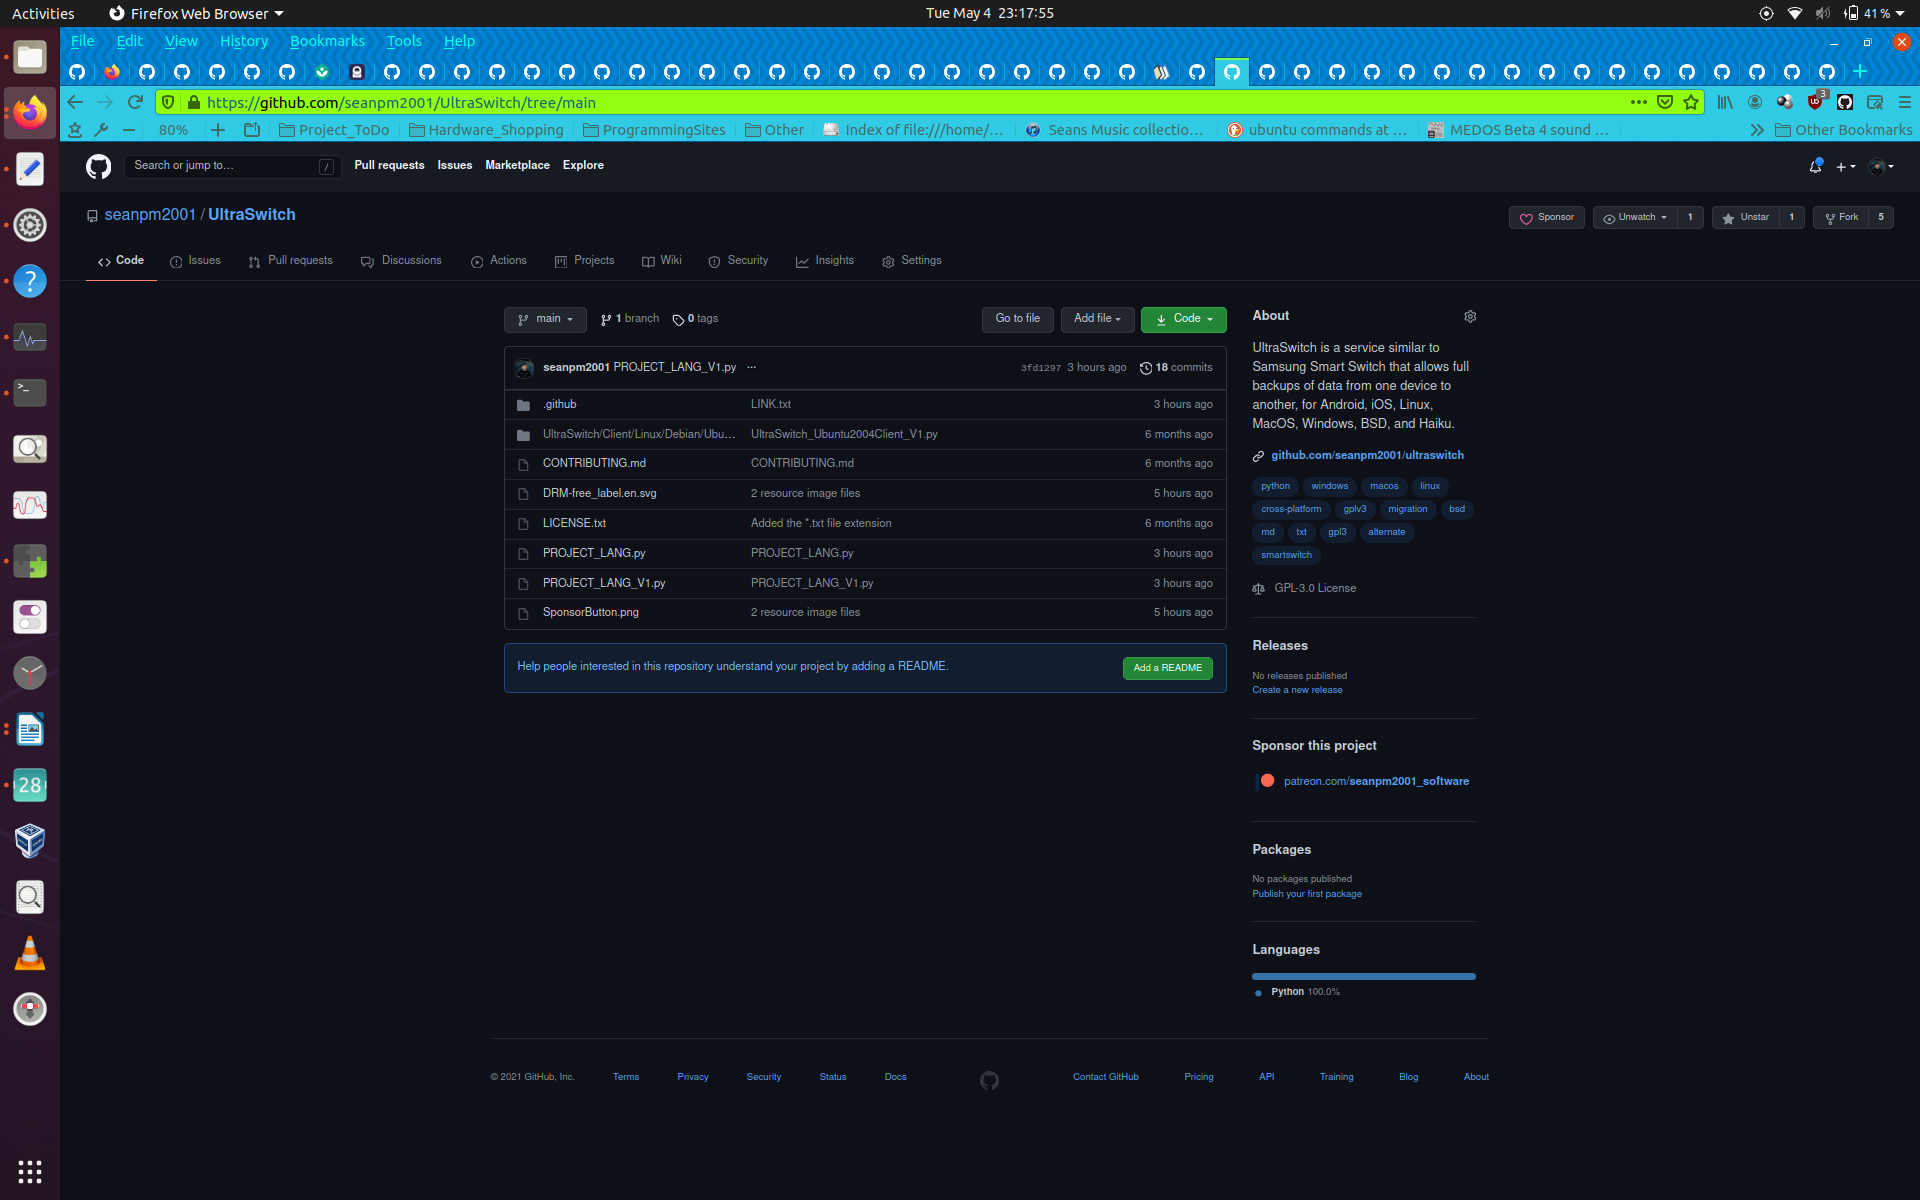 Activities Firefox Web Browser Tue May 4 23:17:55 41 %
File Edit View History Bookmarks Tools Help
https://github.com/seanpm2001/UltraSwitch/tree/main 3
80% Project_ToDo Hardware_Shopping ProgrammingSites Other Index of file:///home/... Seans Music collectio... ubuntu commands at ... MEDOS Beta 4 sound ... Other Bookmarks
Search or jump to... / Pull requests Issues Marketplace Explore
seanpm2001 / UltraSwitch Sponsor Unwatch 1 Unstar 1 Fork 5
Code Issues Pull requests Discussions Actions Projects Wiki Security Insights Settings
main 1 branch 0 tags Go to file Add file Code
seanpm2001 PROJECT_LANG_V1.py ... 3fd1297 3 hours ago 18 commits
.github LINK.txt 3 hours ago
UltraSwitch/Client/Linux/Debian/Ubu... UltraSwitch_Ubuntu2004Client_V1.py 6 months ago
CONTRIBUTING.md CONTRIBUTING.md 6 months ago
DRM-free_label.en.svg 2 resource image files 5 hours ago
LICENSE.txt Added the *.txt file extension 6 months ago
PROJECT_LANG.py PROJECT_LANG.py 3 hours ago
PROJECT_LANG_V1.py PROJECT_LANG_V1.py 3 hours ago
SponsorButton.png 2 resource image files 5 hours ago
Help people interested in this repository understand your project by adding a README. Add a README
About
UltraSwitch is a service similar to
Samsung Smart Switch that allows full
backups of data from one device to
another, for Android, iOS, Linux,
MacOS, Windows, BSD, and Haiku.
github.com/seanpm2001/ultraswitch
python windows macos linux
cross-platform gplv3 migration bsd
md txt gpl3 alternate
smartswitch
GPL-3.0 License
Releases
No releases published
Create a new release
Sponsor this project
patreon.com/seanpm2001_software
Packages
No packages published
Publish your first package
Languages
Python 100.0%
28
© 2021 GitHub, Inc. Terms Privacy Security Status Docs Contact GitHub Pricing API Training Blog About